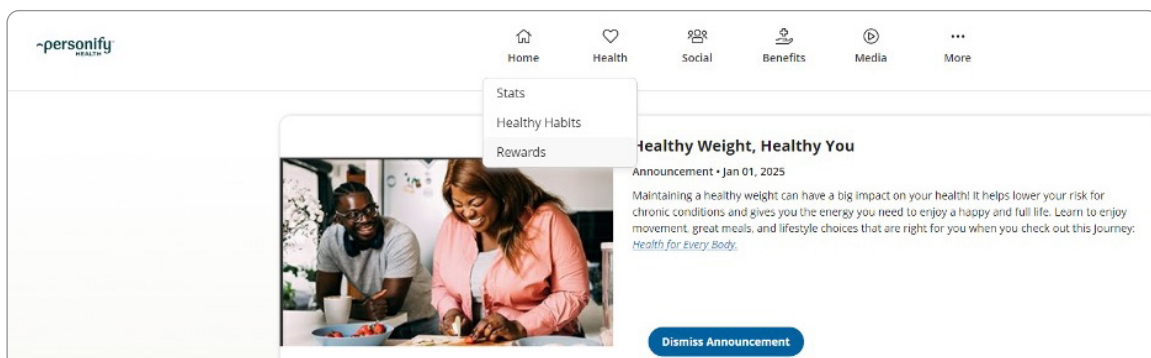 personify
HEALTH
Home
Health
Social
Benefits
Media
More
Stats
Healthy Habits
Rewards
Healthy Weight, Healthy You
Announcement • Jan 01, 2025
Maintaining a healthy weight can have a big impact on your health! It helps lower your risk for
chronic conditions and gives you the energy you need to enjoy a happy and full life. Learn to enjoy
movement, great meals, and lifestyle choices that are right for you when you check out this Journey:
Health for Every Body.
Dismiss Announcement